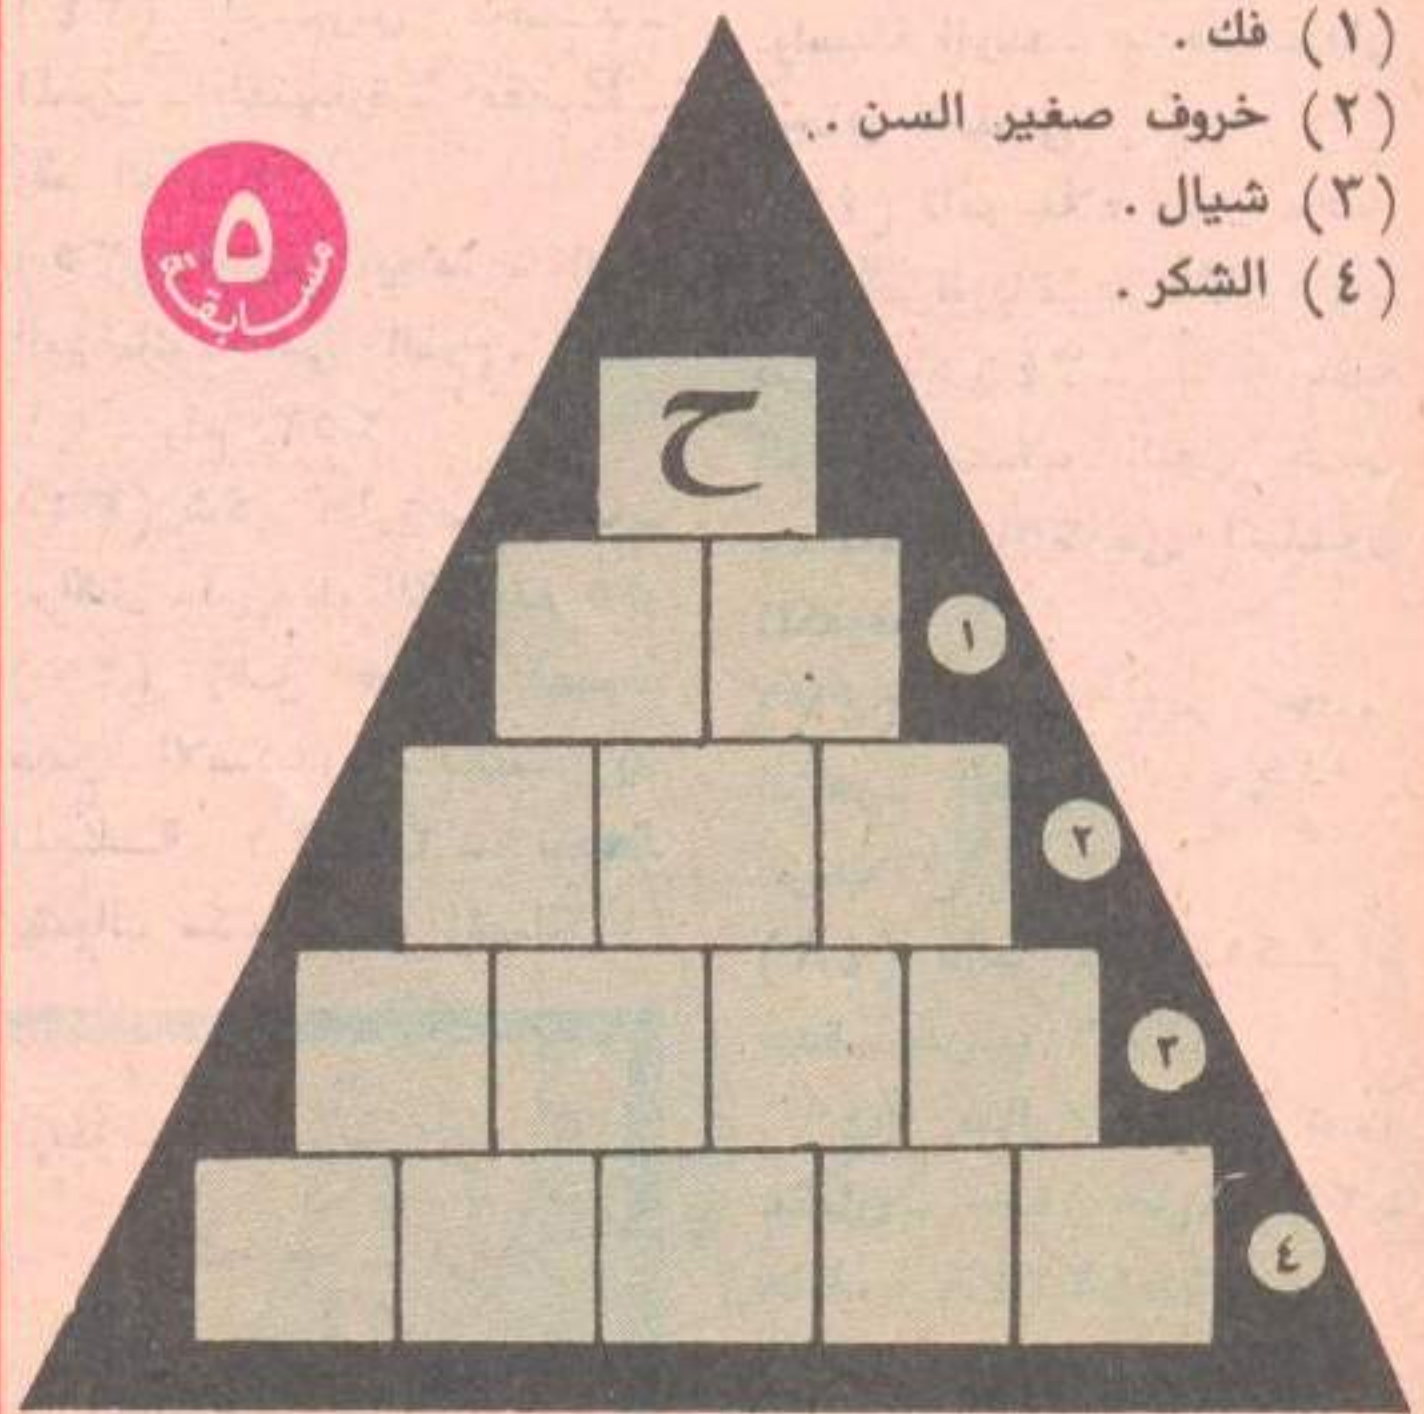 (١) فك .
(٢) خروف صغير السن .
(٣) شيال .
(٤) الشكر .
٥
مسابقة
ح
١
٢
٣
٤